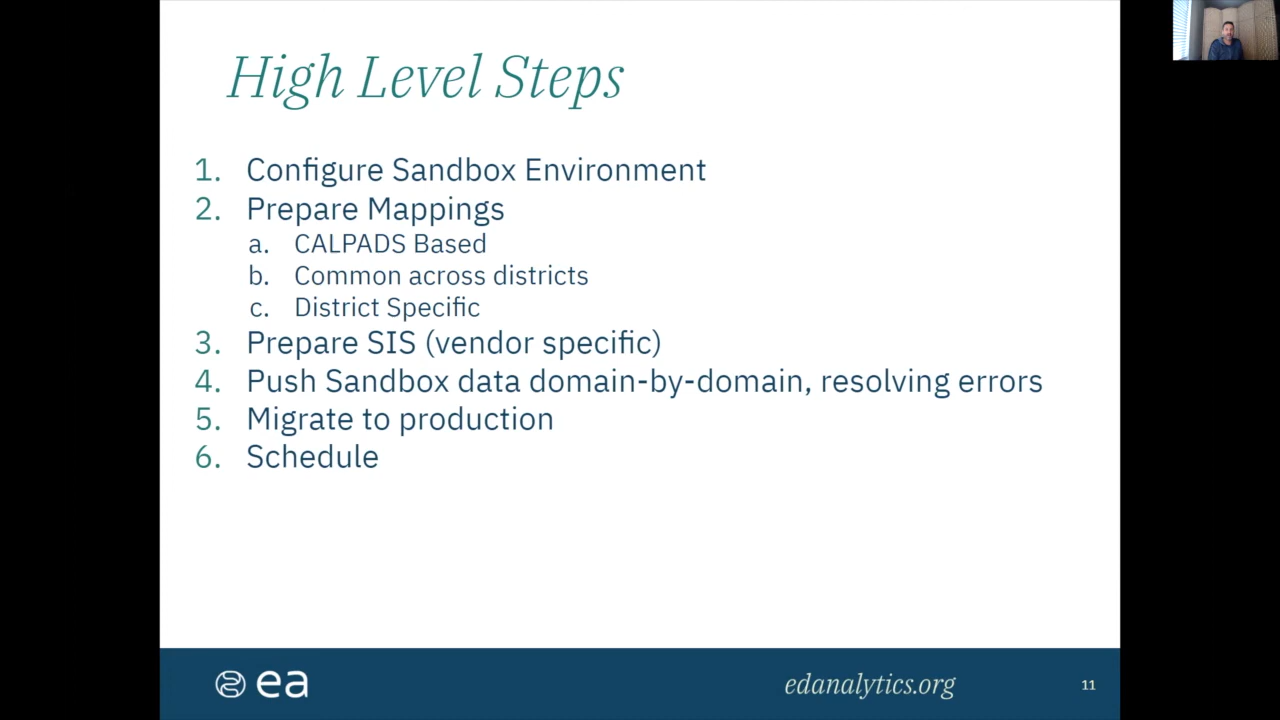 High Level Steps
1. Configure Sandbox Environment
2. Prepare Mappings
a. CALPADS Based
b. Common across districts
c. District Specific
3. Prepare SIS (vendor specific)
4. Push Sandbox data domain-by-domain, resolving errors
5. Migrate to production
6. Schedule
ea
edanalytics.org
11